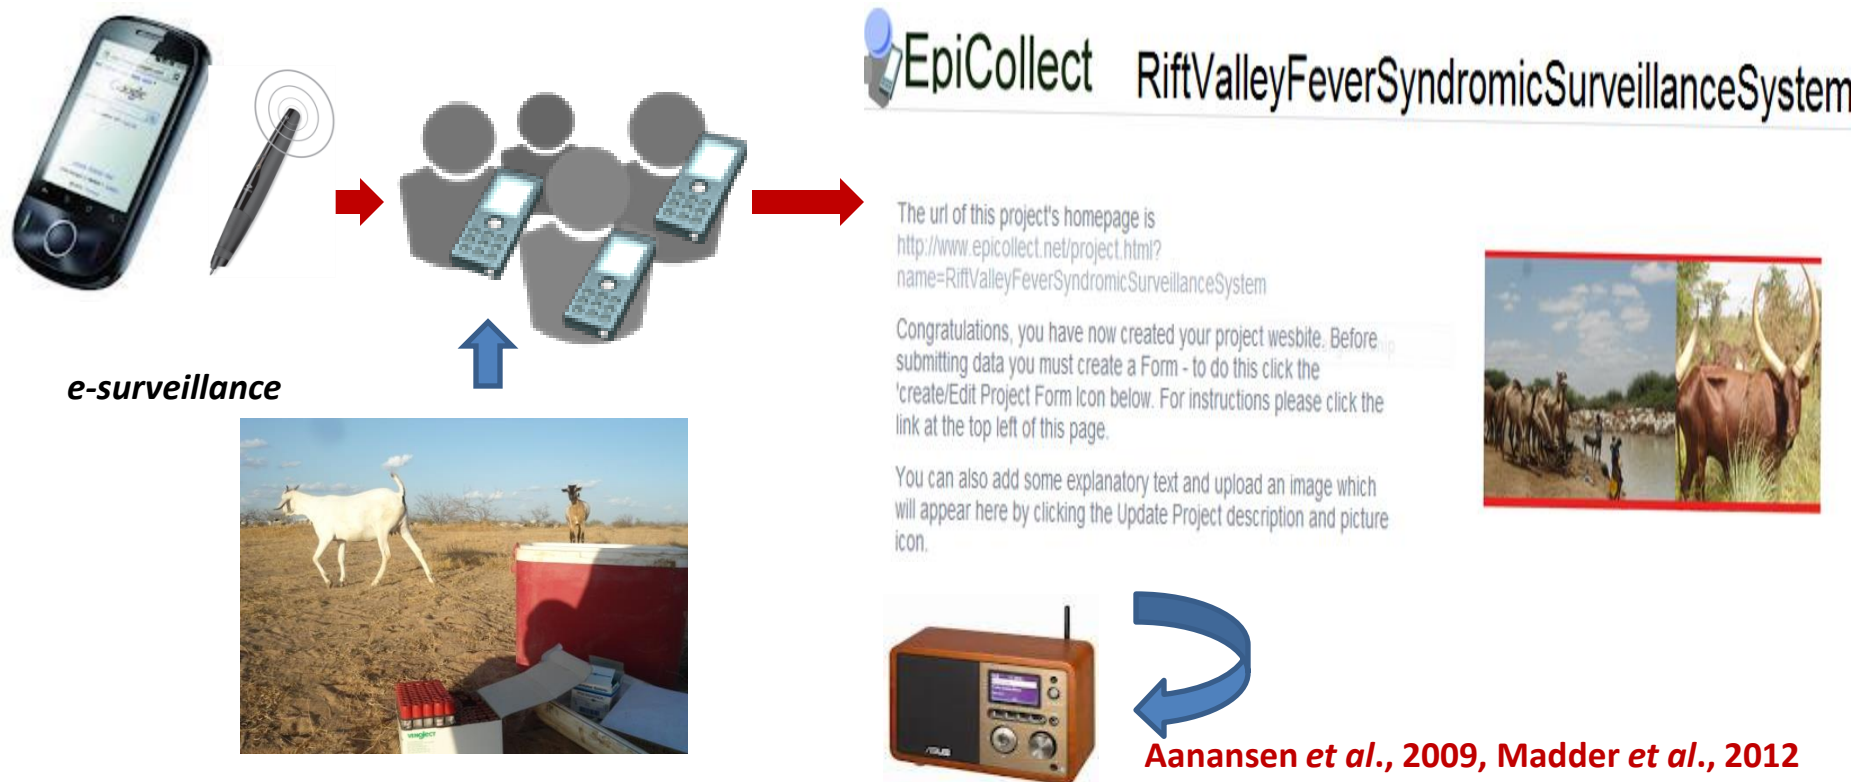 EpiCollect RiftValleyFeverSyndromicSurveillanceSystem
Google
The url of this project's homepage is
http://www.epicollect.net/project.html?
name=RiftValleyFeverSyndromicSurveillanceSystem
Congratulations, you have now created your project wesbite. Before
submitting data you must create a Form - to do this click the
'create/Edit Project Form Icon below. For instructions please click the
link at the top left of this page.
You can also add some explanatory text and upload an image which
will appear here by clicking the Update Project description and picture
icon.
e-surveillance
venoject
ASUS
Aanansen et al., 2009, Madder et al., 2012